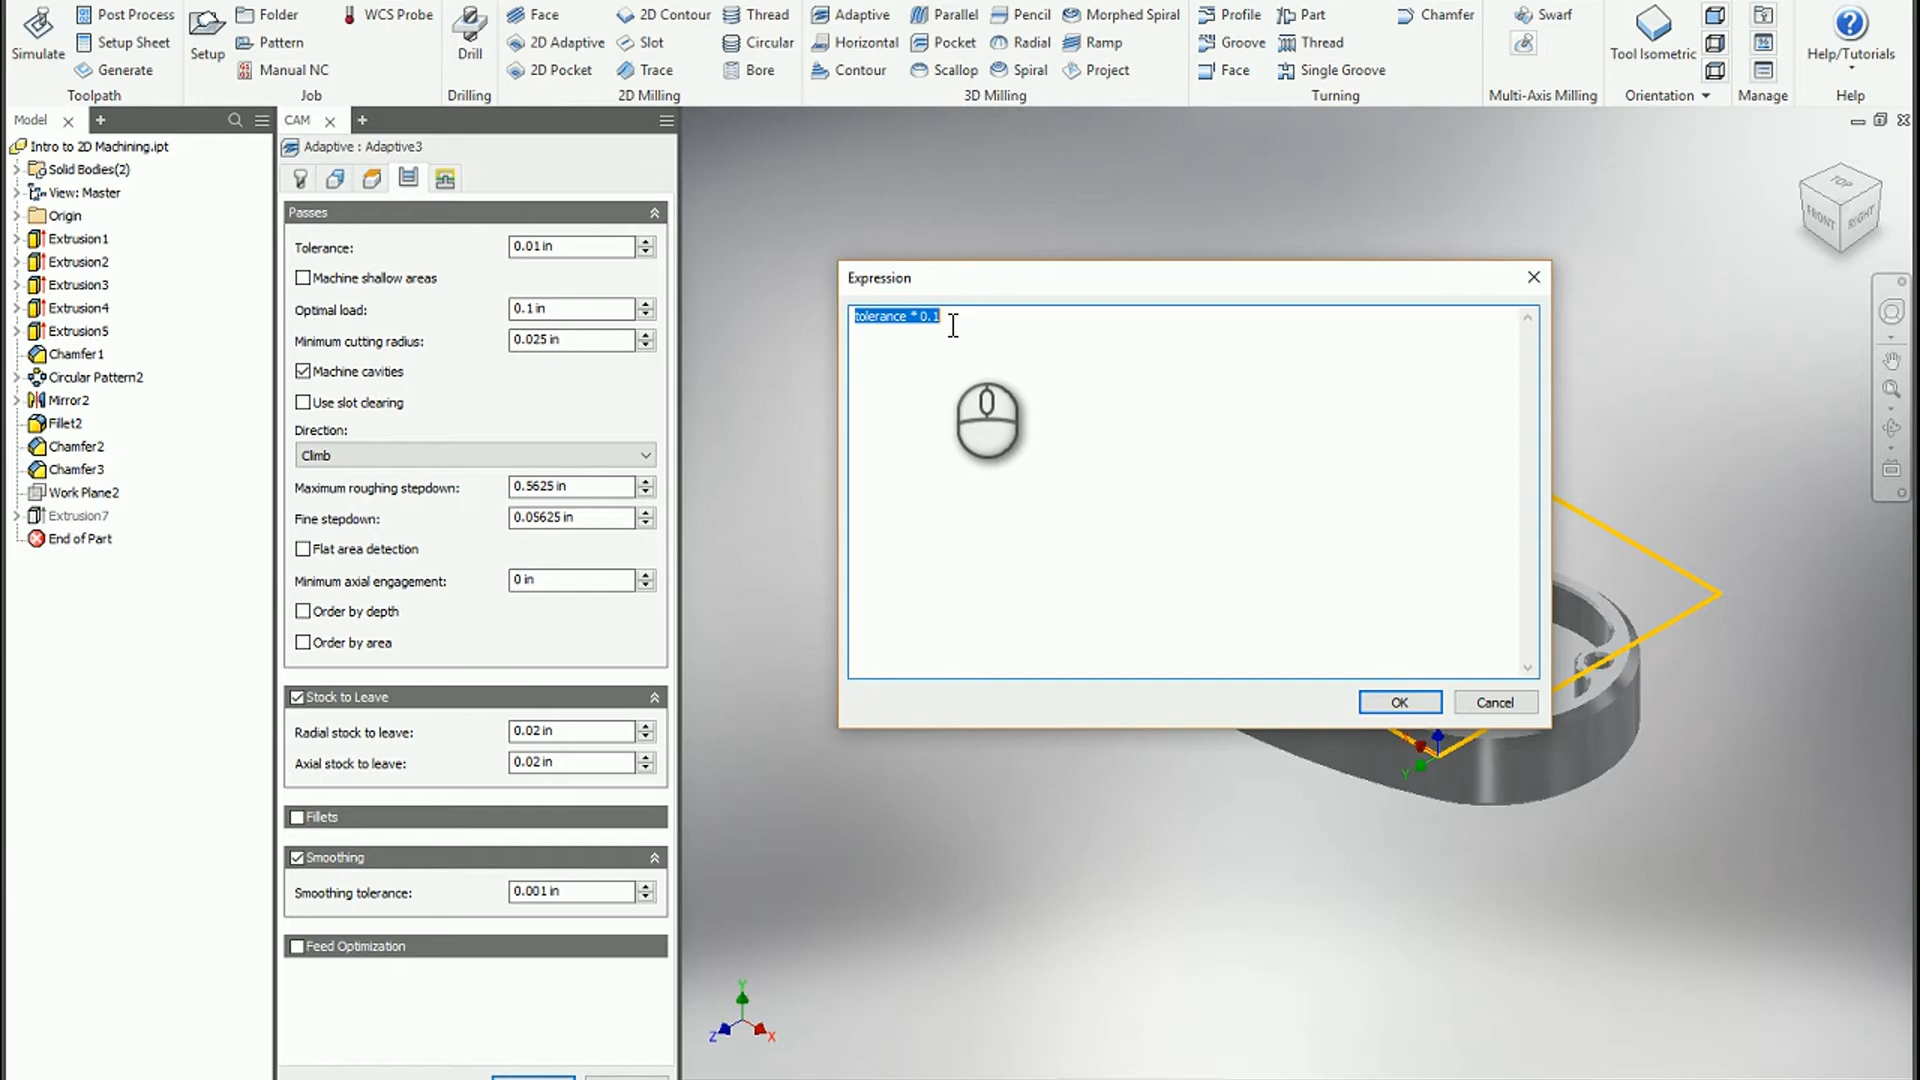 Simulate
Post Process
Setup Sheet
Generate
Toolpath
Setup
Folder
Pattern
Manual NC
WCS Probe
Job
Drill
Drilling
Face
2D Adaptive
2D Pocket
2D Contour
Slot
Trace
Thread
Circular
Bore
2D Milling
Adaptive
Horizontal
Contour
Parallel
Pocket
Scallop
Pencil
Radial
Spiral
Morphed Spiral
Ramp
Project
3D Milling
Profile
Groove
Face
Part
Thread
Single Groove
Chamfer
Turning
Swarf
Multi-Axis Milling
Tool Isometric
Orientation
Manage
Help/Tutorials
Help
Model
Intro to 2D Machining.ipt
Solid Bodies(2)
View: Master
Origin
Extrusion1
Extrusion2
Extrusion3
Extrusion4
Extrusion5
Chamfer1
Circular Pattern2
Mirror2
Fillet2
Chamfer2
Chamfer3
Work Plane2
Extrusion7
End of Part
CAM
Adaptive : Adaptive3
Passes
Tolerance: 0.01 in
Machine shallow areas
Optimal load: 0.1 in
Minimum cutting radius: 0.025 in
Machine cavities
Use slot clearing
Direction:
Climb
Maximum roughing stepdown: 0.5625 in
Fine stepdown: 0.05625 in
Flat area detection
Minimum axial engagement: 0 in
Order by depth
Order by area
Stock to Leave
Radial stock to leave: 0.02 in
Axial stock to leave: 0.02 in
Fillets
Smoothing
Smoothing tolerance: 0.001 in
Feed Optimization
Expression
tolerance * 0.1
OK
Cancel
TOP
FRONT
RIGHT
Y
Y
Z
X